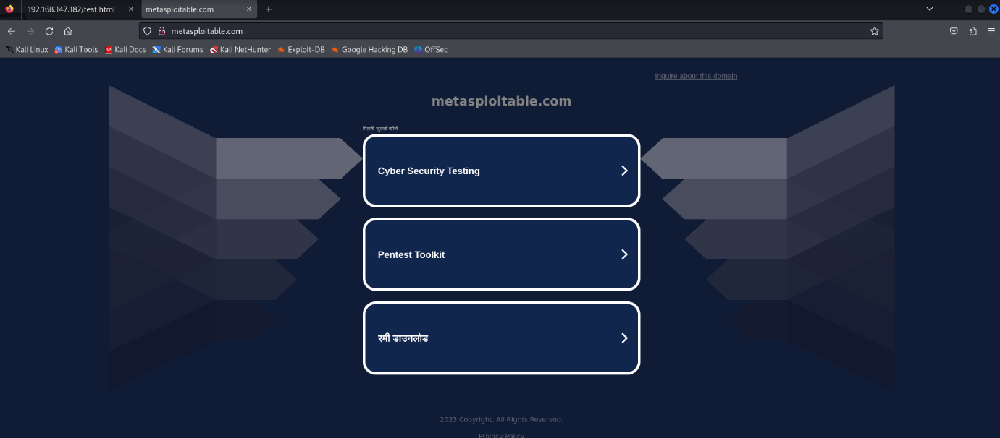 192.168.147.182/test.html
metasploitable.com
metasploitable.com
Kali Linux Kali Tools Kali Docs Kali Forums Kali NetHunter Exploit-DB Google Hacking DB OffSec
Inquire about this domain
metasploitable.com
मिलती-जुलती खोजें
Cyber Security Testing
Pentest Toolkit
रमी डाउनलोड
2023 Copyright. All Rights Reserved.
Privacy Policy